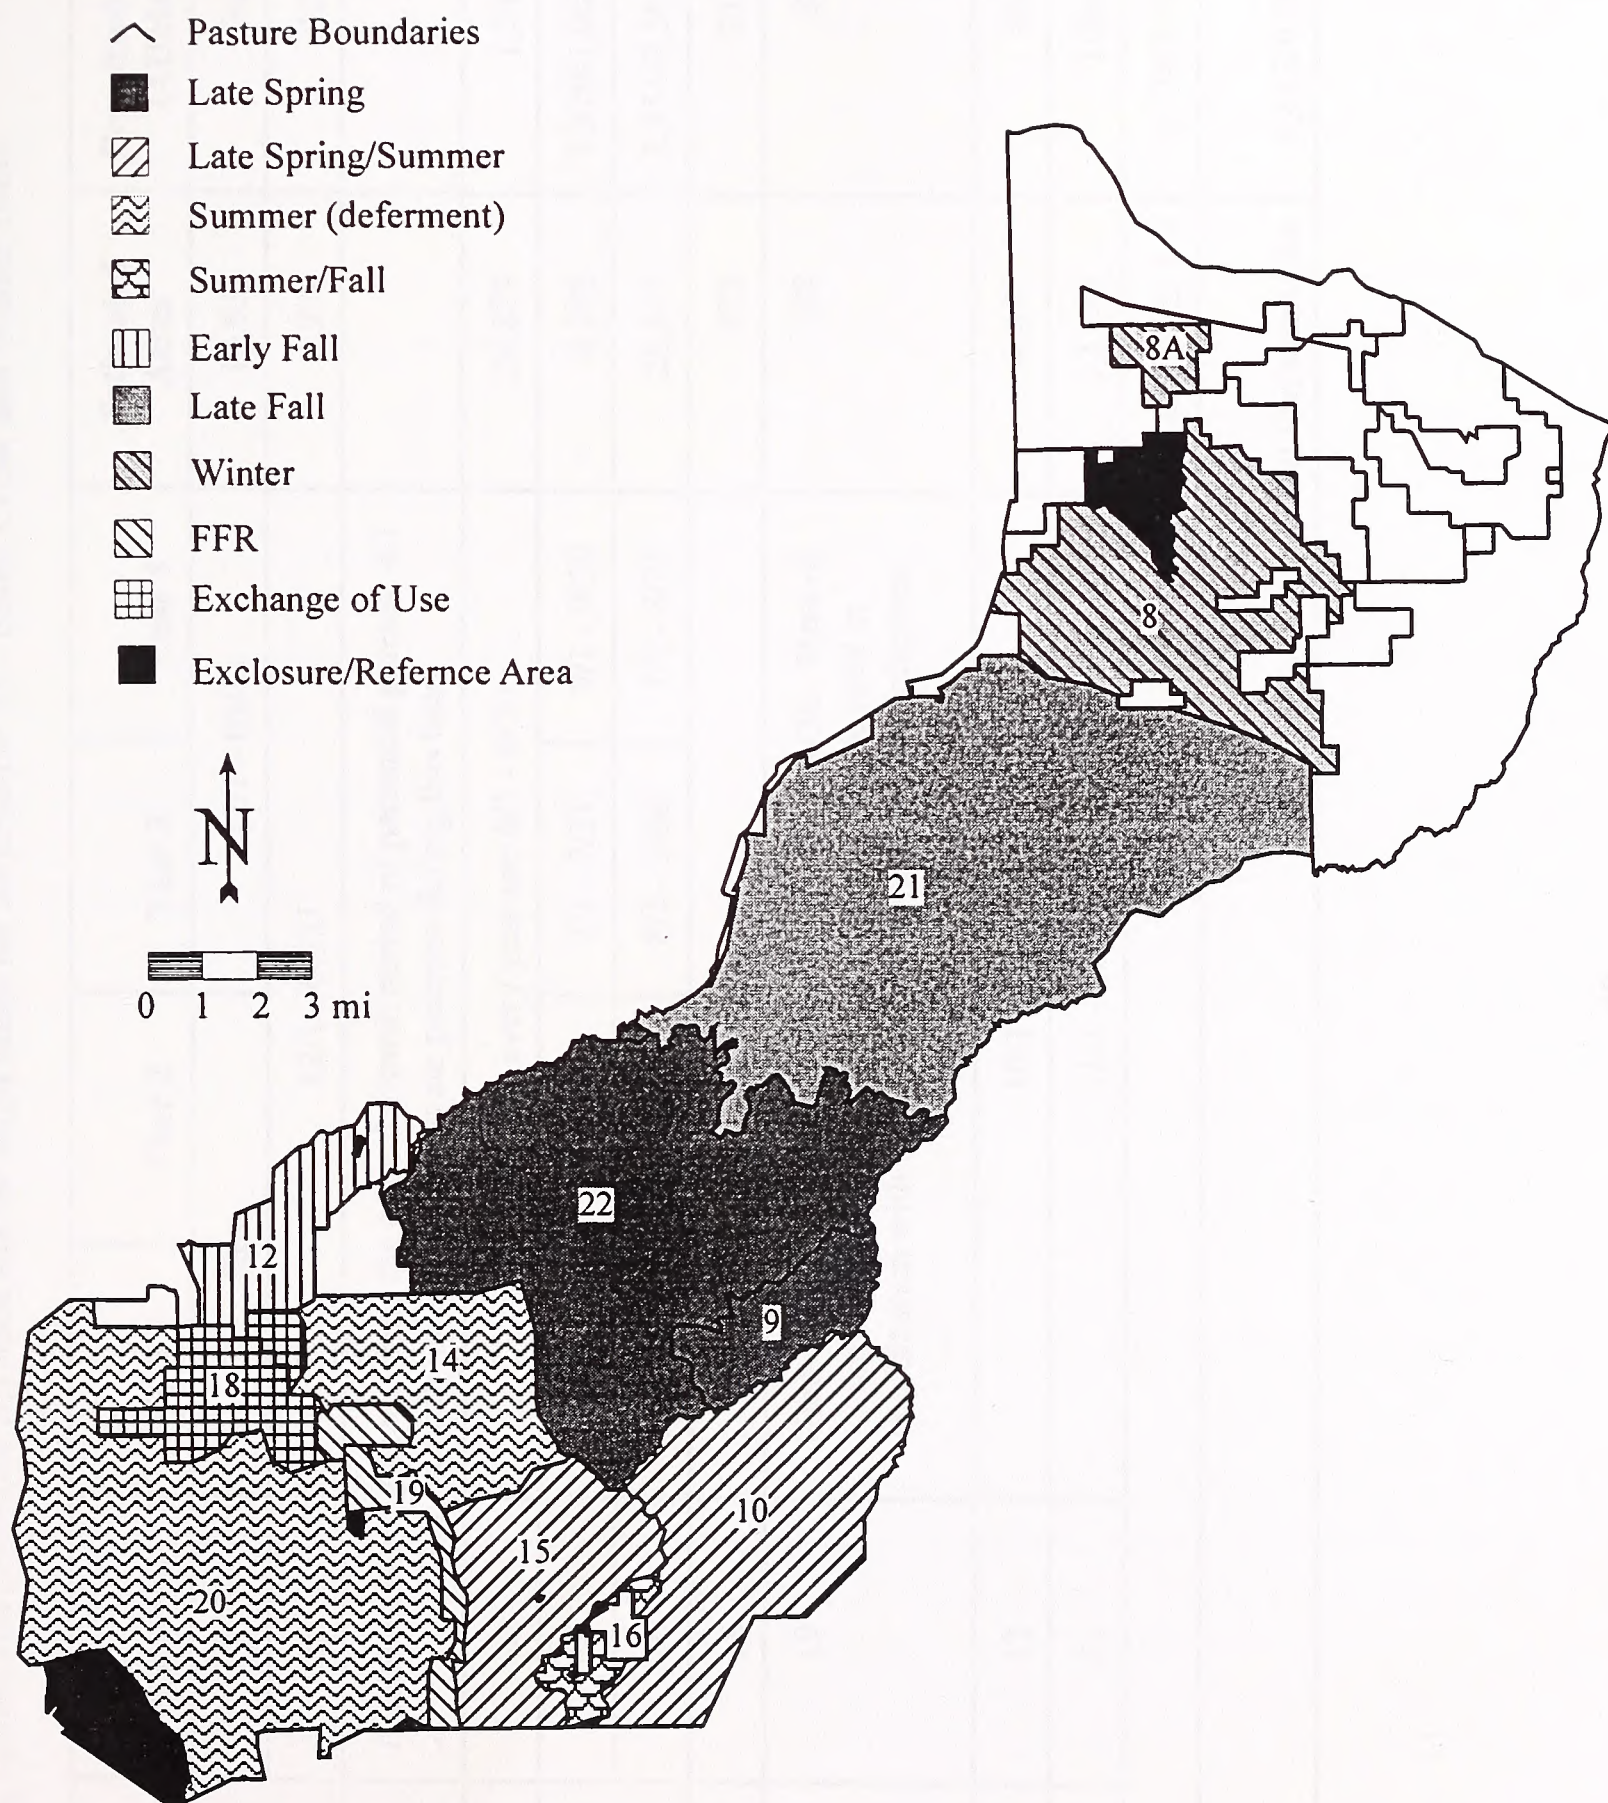 Pasture Boundaries
Late Spring
Late Spring/Summer
Summer (deferment)
Summer/Fall
Early Fall
Late Fall
Winter
FFR
Exchange of Use
Exclosure/Refernce Area
N
0 1 2 3 mi
8A
8
21
22
12
9
14
18
19
10
15
20
16